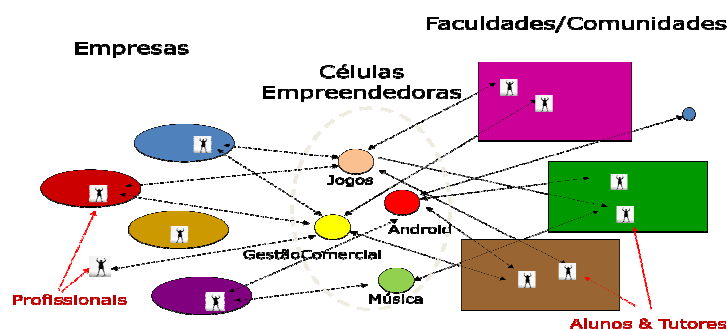 Faculdades/Comunidades
Empresas
Células
Empreendedoras
Jogos
Android
GestãoComercial
Música
Profissionais
Alunos & Tutores